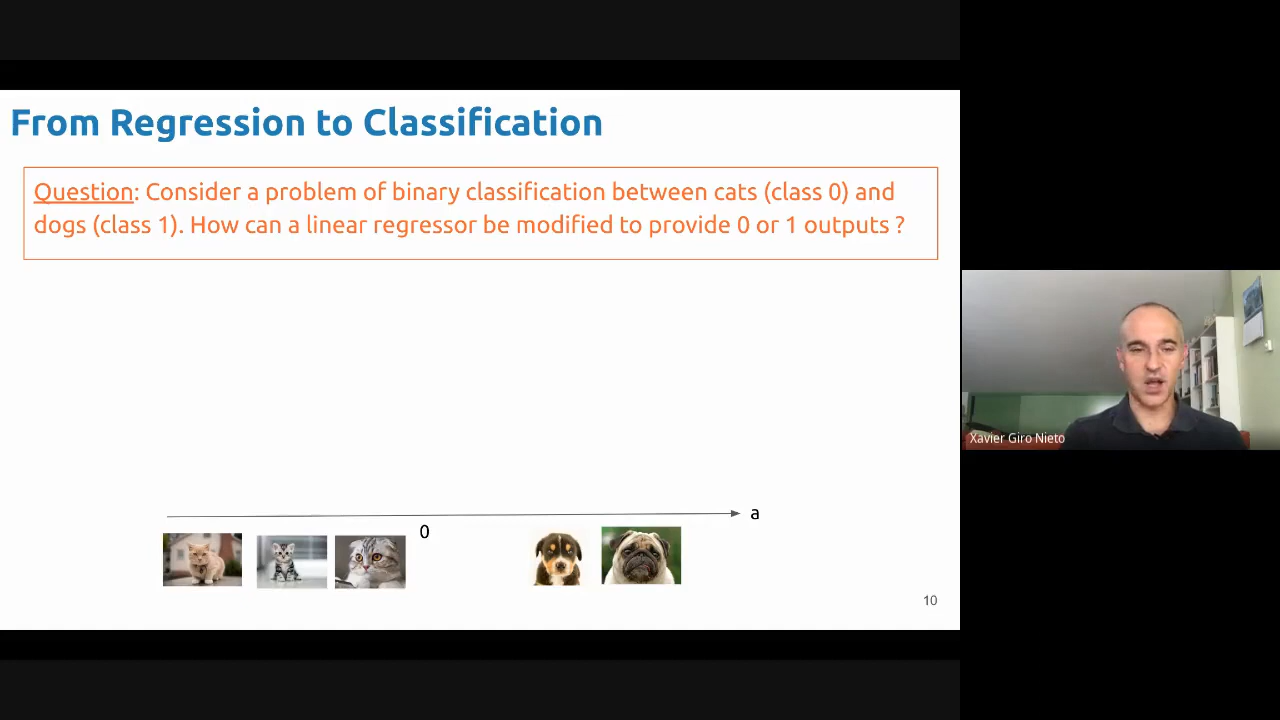 From Regression to Classification
Question: Consider a problem of binary classification between cats (class 0) and
dogs (class 1). How can a linear regressor be modified to provide 0 or 1 outputs ?
a
0
10
Xavier Giro Nieto